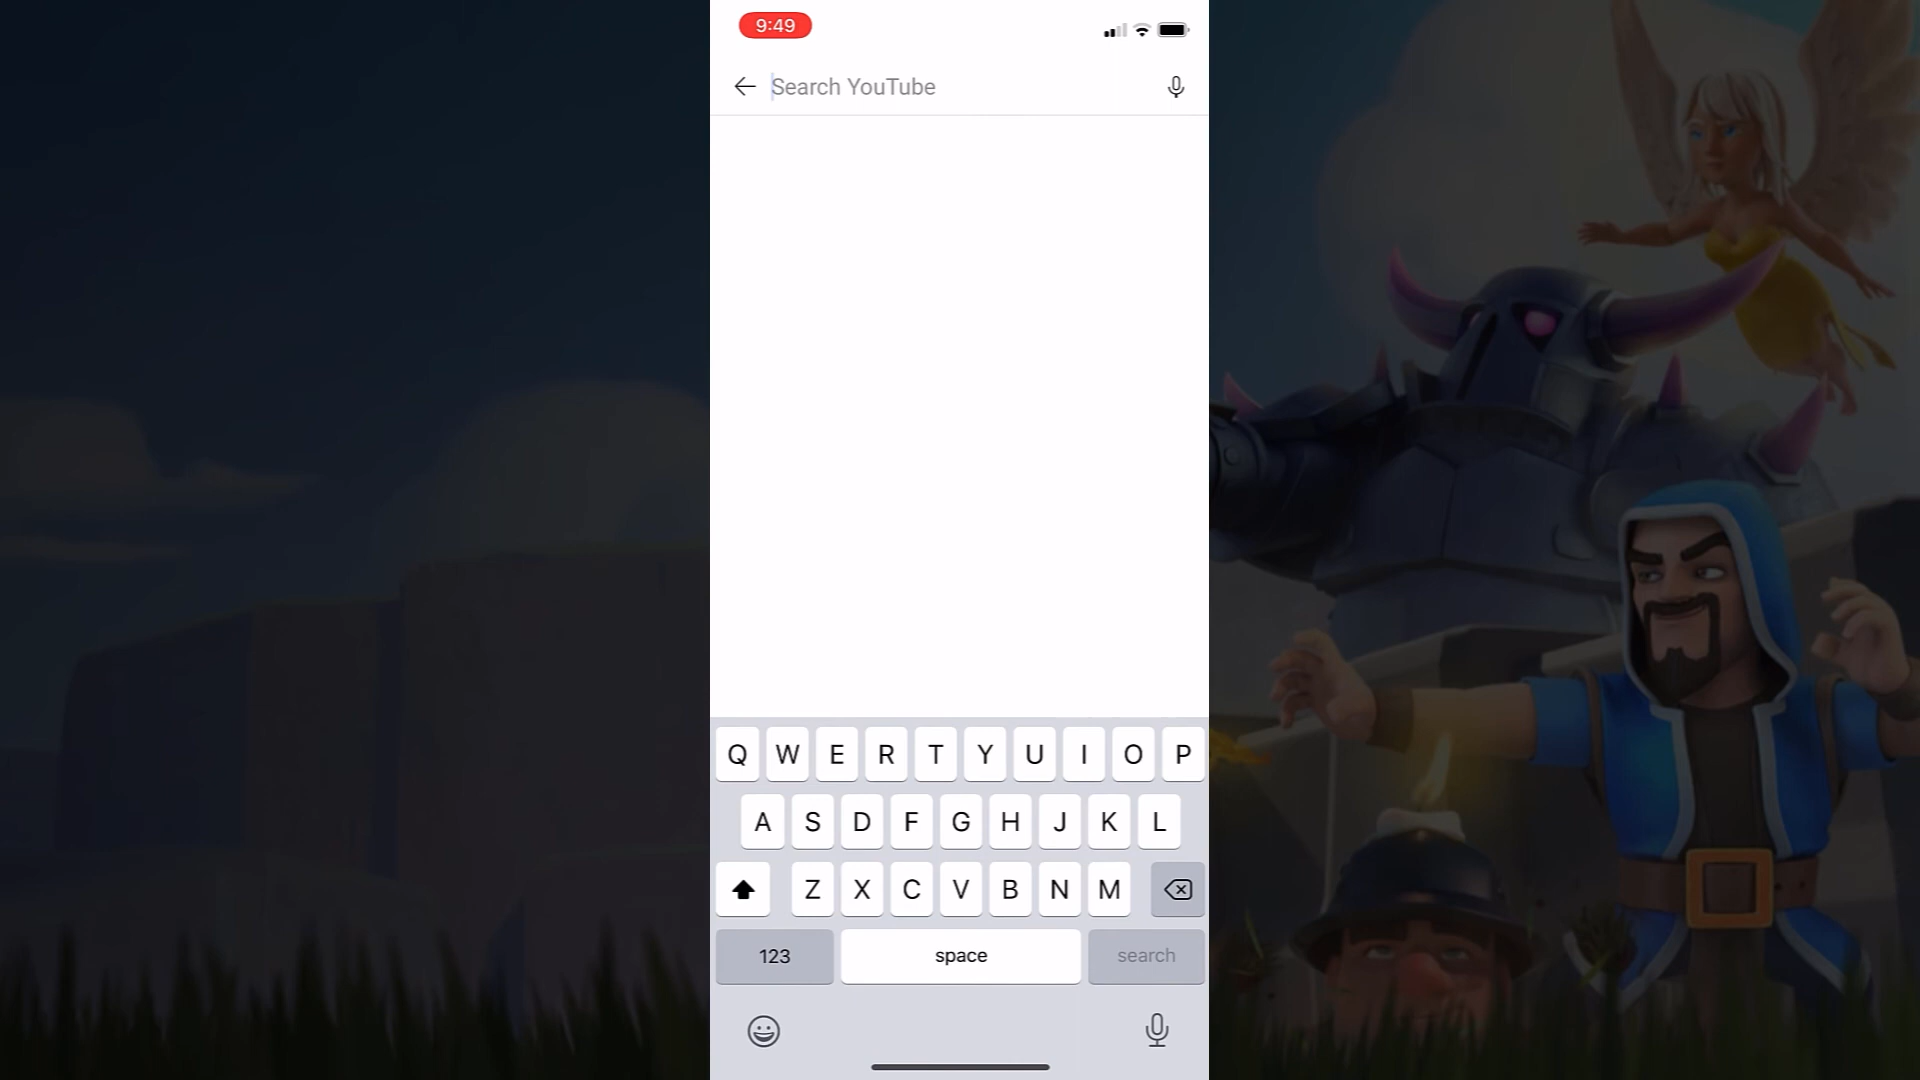 9:49
Search YouTube
Q W E R T Y U I O P
A S D F G H J K L
Z X C V B N M
123 space search